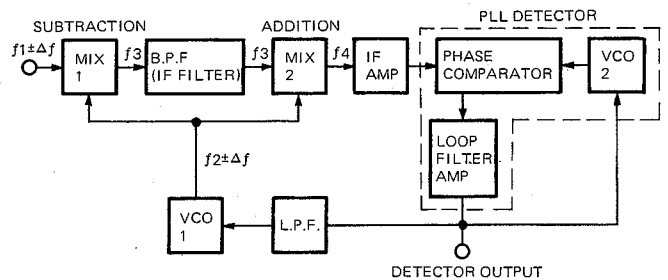 SUBTRACTION
ADDITION
PLL DETECTOR
f1±Δf
MIX
1
f3
B.P.F
(IF FILTER)
f3
MIX
2
f4
IF
AMP
PHASE
COMPARATOR
VCO
2
LOOP
FILTER
AMP
f2±Δf
VCO
1
L.P.F.
DETECTOR OUTPUT